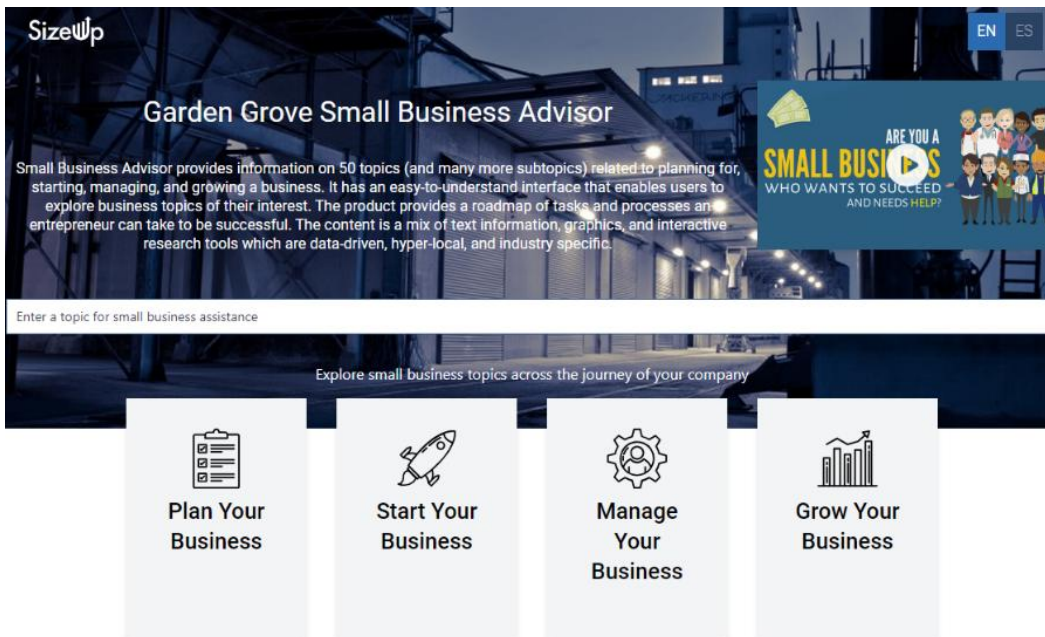 SizeUp
EN ES
Garden Grove Small Business Advisor
Small Business Advisor provides information on 50 topics (and many more subtopics) related to planning for,
starting, managing, and growing a business. It has an easy-to-understand interface that enables users to
explore business topics of their interest. The product provides a roadmap of tasks and processes an
entrepreneur can take to be successful. The content is a mix of text information, graphics, and interactive
research tools which are data-driven, hyper-local, and industry specific.
ARE YOU A
SMALL
WHO WANTS TO SUCCEED
AND NEEDS HELP?
Enter a topic for small business assistance
Explore small business topics across the journey of your company
Plan Your
Business
Start Your
Business
Manage
Your
Business
Grow Your
Business